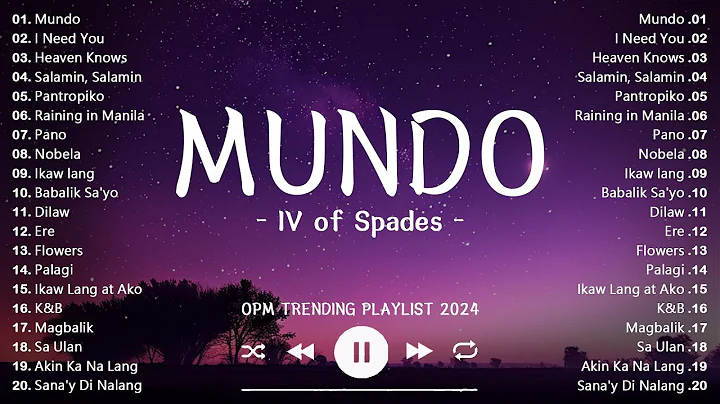 01. Mundo
02. I Need You
03. Heaven Knows
04. Salamin, Salamin
05. Pantropiko
06. Raining in Manila
07. Pano
08. Nobela
09. Ikaw lang
10. Babalik Sa'yo
11. Dilaw
12. Ere
13. Flowers
14. Palagi
15. Ikaw Lang at Ako
16. K&B
17. Magbalik
18. Sa Ulan
19. Akin Ka Na Lang
20. Sana'y Di Nalang
MUNDO
- IV of Spades -
OPM TRENDING PLAYLIST 2024
Mundo .01
I Need You .02
Heaven Knows .03
Salamin, Salamin .04
Pantropiko .05
Raining in Manila .06
Pano .07
Nobela .08
Ikaw lang .09
Babalik Sa'yo .10
Dilaw .11
Ere .12
Flowers .13
Palagi .14
Ikaw Lang at Ako .15
K&B .16
Magbalik .17
Sa Ulan .18
Akin Ka Na Lang .19
Sana'y Di Nalang .20